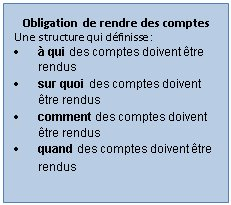 Obligation de rendre des comptes
Une structure qui définisse:
• à qui des comptes doivent être
rendus
• sur quoi des comptes doivent
être rendus
• comment des comptes doivent
être rendus
• quand des comptes doivent être
rendus